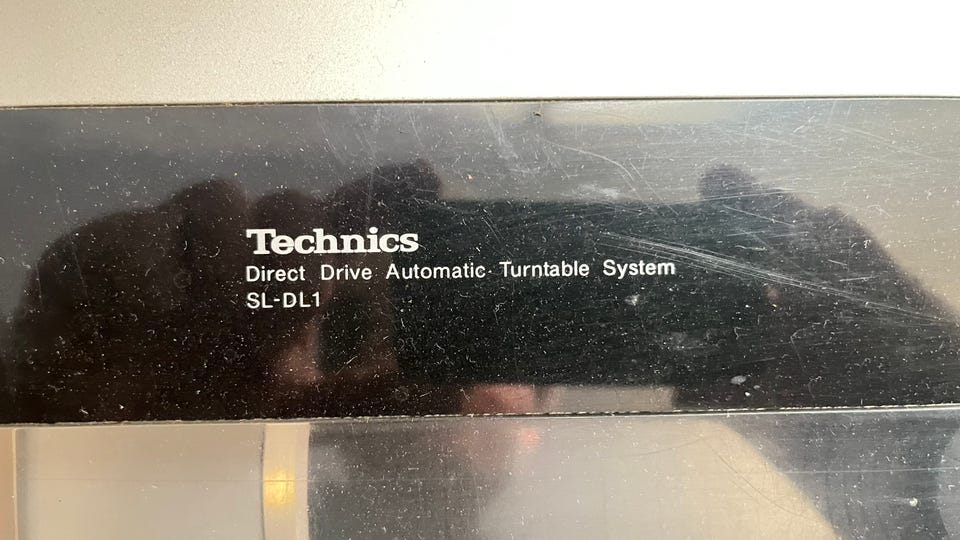 Technics
Direct Drive Automatic Turntable System
SL-DL1